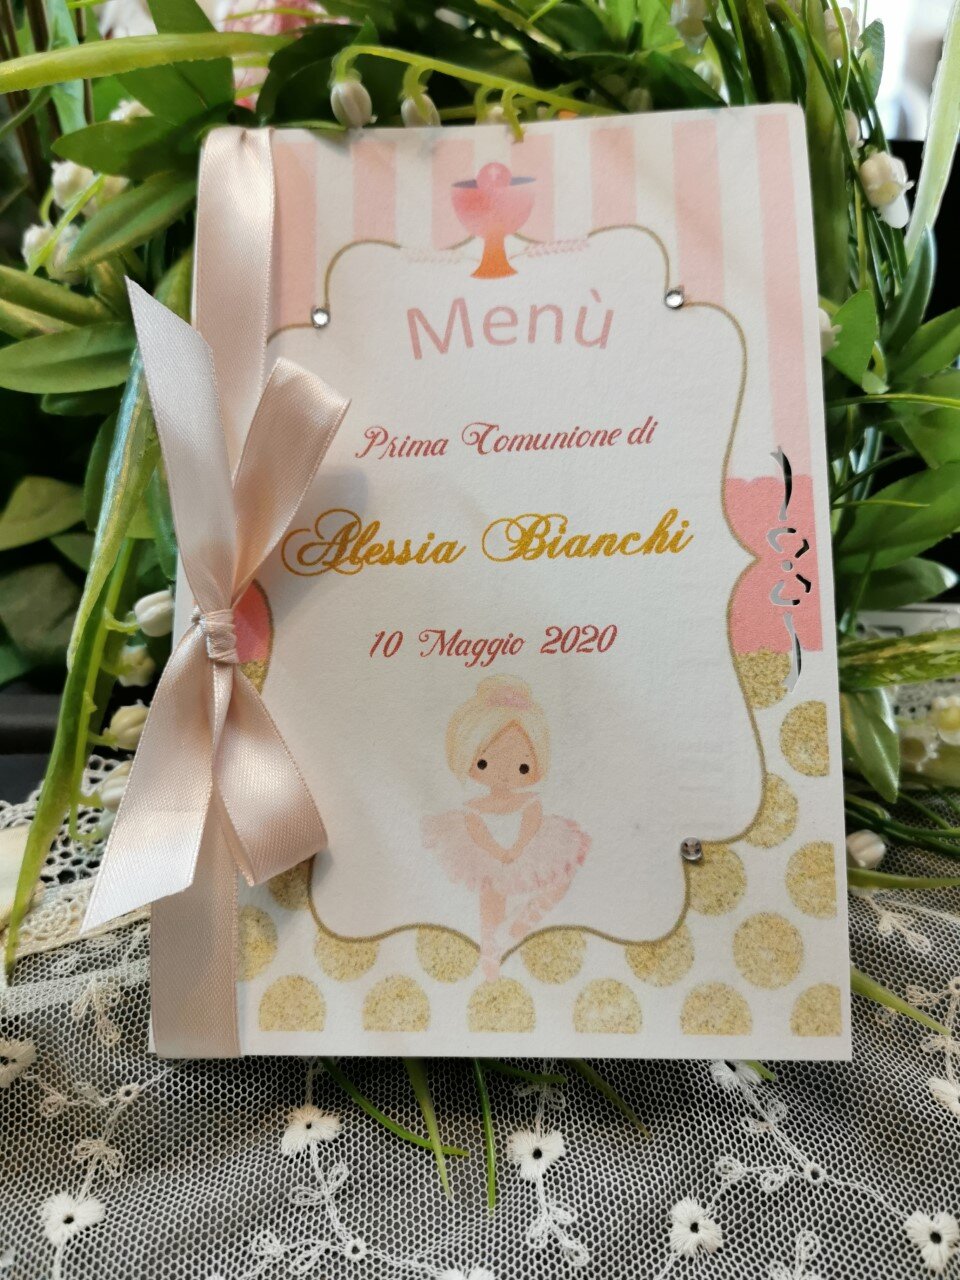 Menù
Prima Comunione di
Alessia Bianchi
10 Maggio 2020